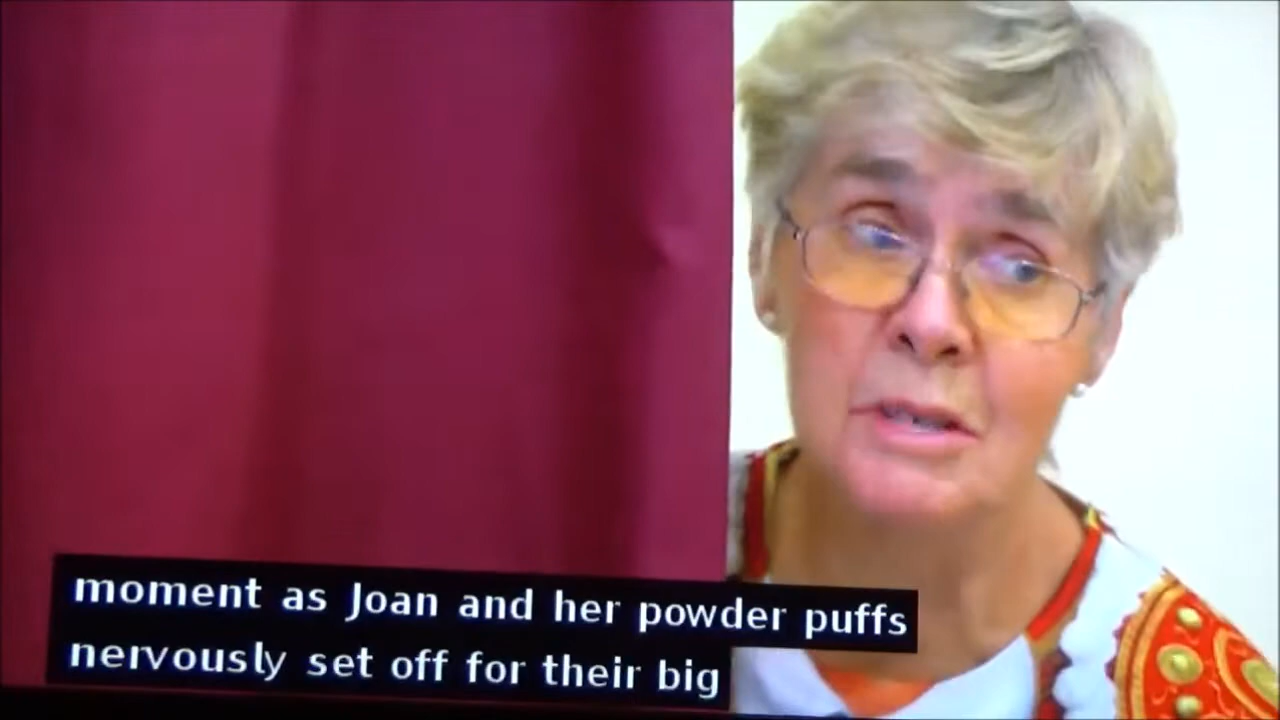 moment as Joan and her powder puffs
nervously set off for their big